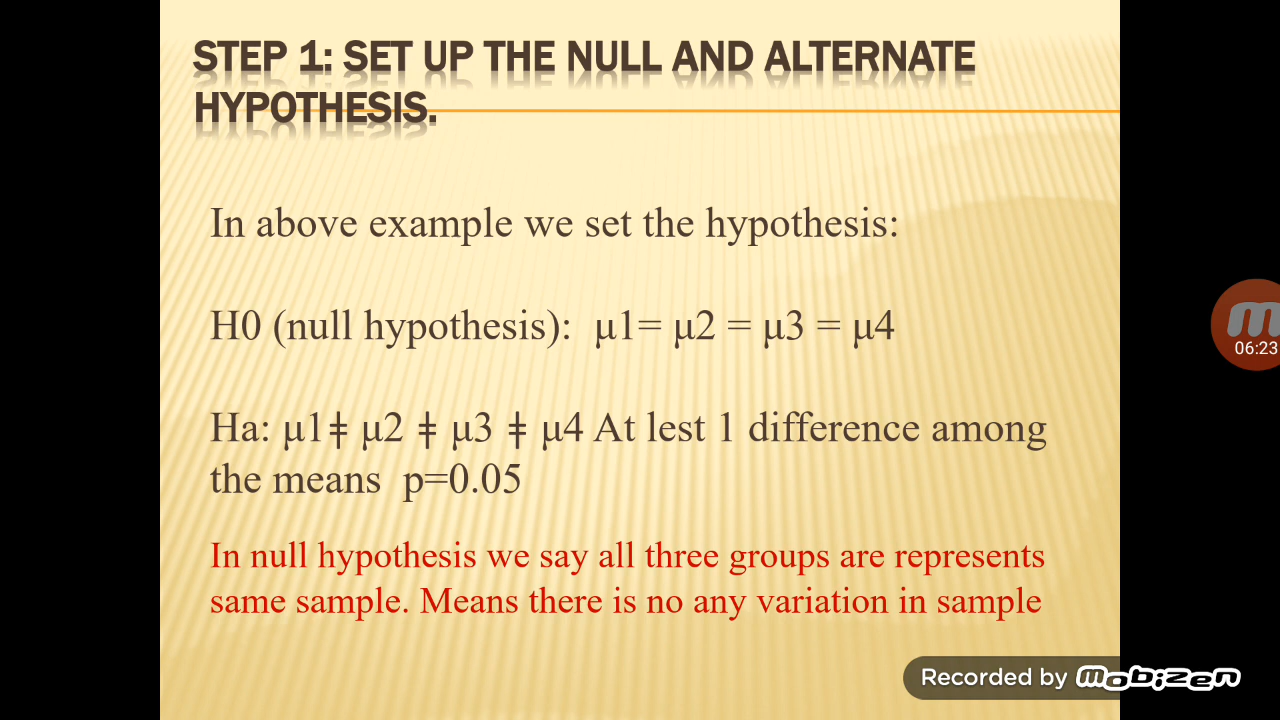 STEP 1: SET UP THE NULL AND ALTERNATE
HYPOTHESIS.
In above example we set the hypothesis:
H0 (null hypothesis):  μ1= μ2 = μ3 = μ4
Ha: μ1ǂ μ2 ǂ μ3 ǂ μ4 At lest 1 difference among
the means  p=0.05
In null hypothesis we say all three groups are represents
same sample. Means there is no any variation in sample
06:23
Recorded by mobizen